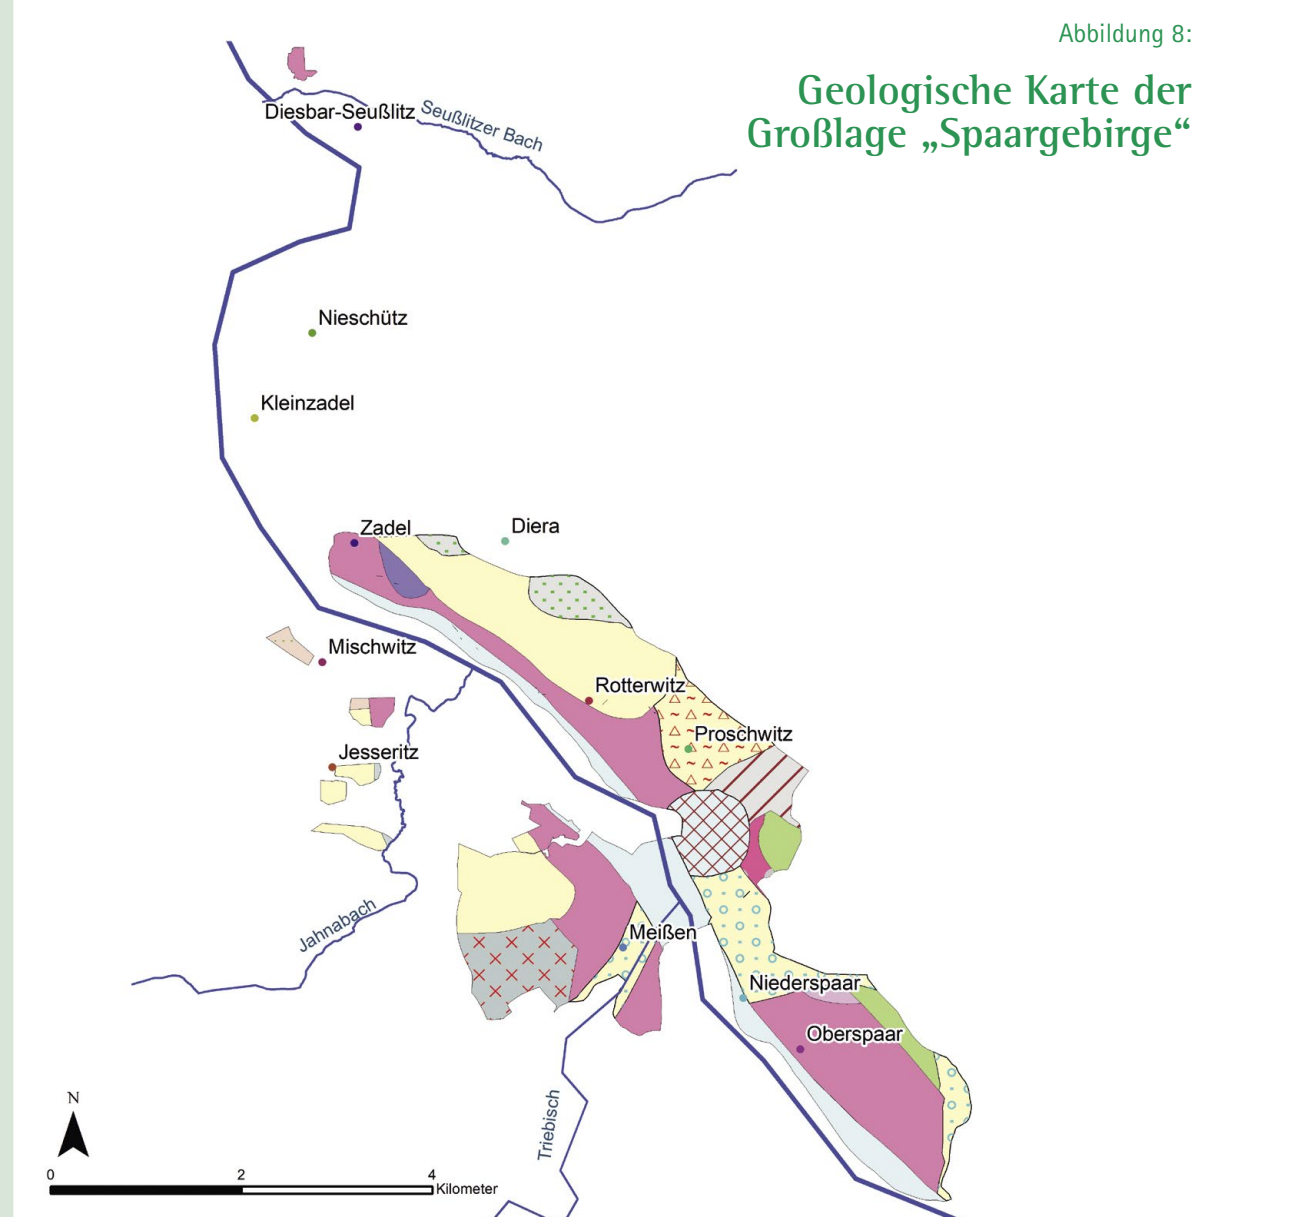 Abbildung 8:
Geologische Karte der
Großlage „Spaargebirge“
Diesbar-Seußlitz
Seußlitzer Bach
Nieschütz
Kleinzadel
Zadel
Diera
Mischwitz
Rotterwitz
Proschwitz
Jesseritz
Jahnabach
Meißen
Niederspaar
Oberspaar
Triebisch
N
0 2 4
Kilometer